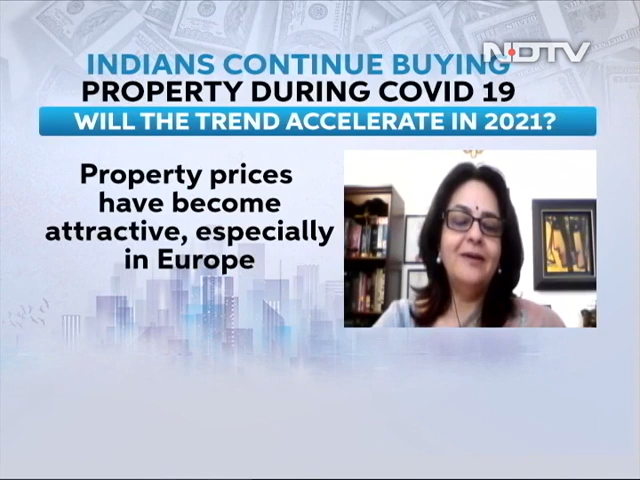 NDTV
INDIANS CONTINUE BUYING
PROPERTY DURING COVID 19
WILL THE TREND ACCELERATE IN 2021?
Property prices
have become
attractive, especially
in Europe